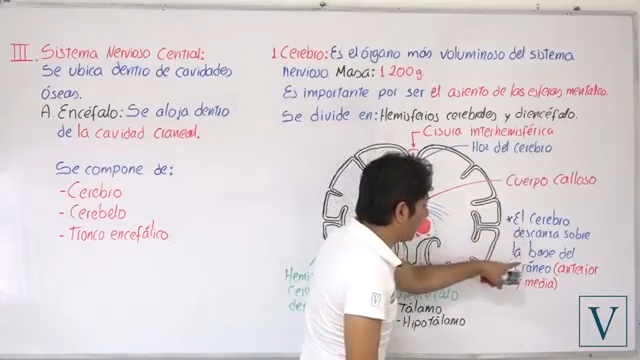 III. Sistema Nervioso Central:
Se ubica dentro de cavidades
óseas.
A. Encéfalo: Se aloja dentro
de la cavidad craneal.
Se compone de:
- Cerebro
- Cerebelo
- Tronco encefálico
1 Cerebro: Es el órgano más voluminoso del sistema
nervioso Masa: 1 200g.
Es importante por ser el asiento de las esferas mentales.
Se divide en: Hemisferios cerebrales y diencéfalo.
Cisura interhemisférica
Hoz del cerebro
Cuerpo calloso
*El cerebro
descansa sobre
la base del
cráneo (anterior
y media)
Tálamo
- Hipotálamo
V